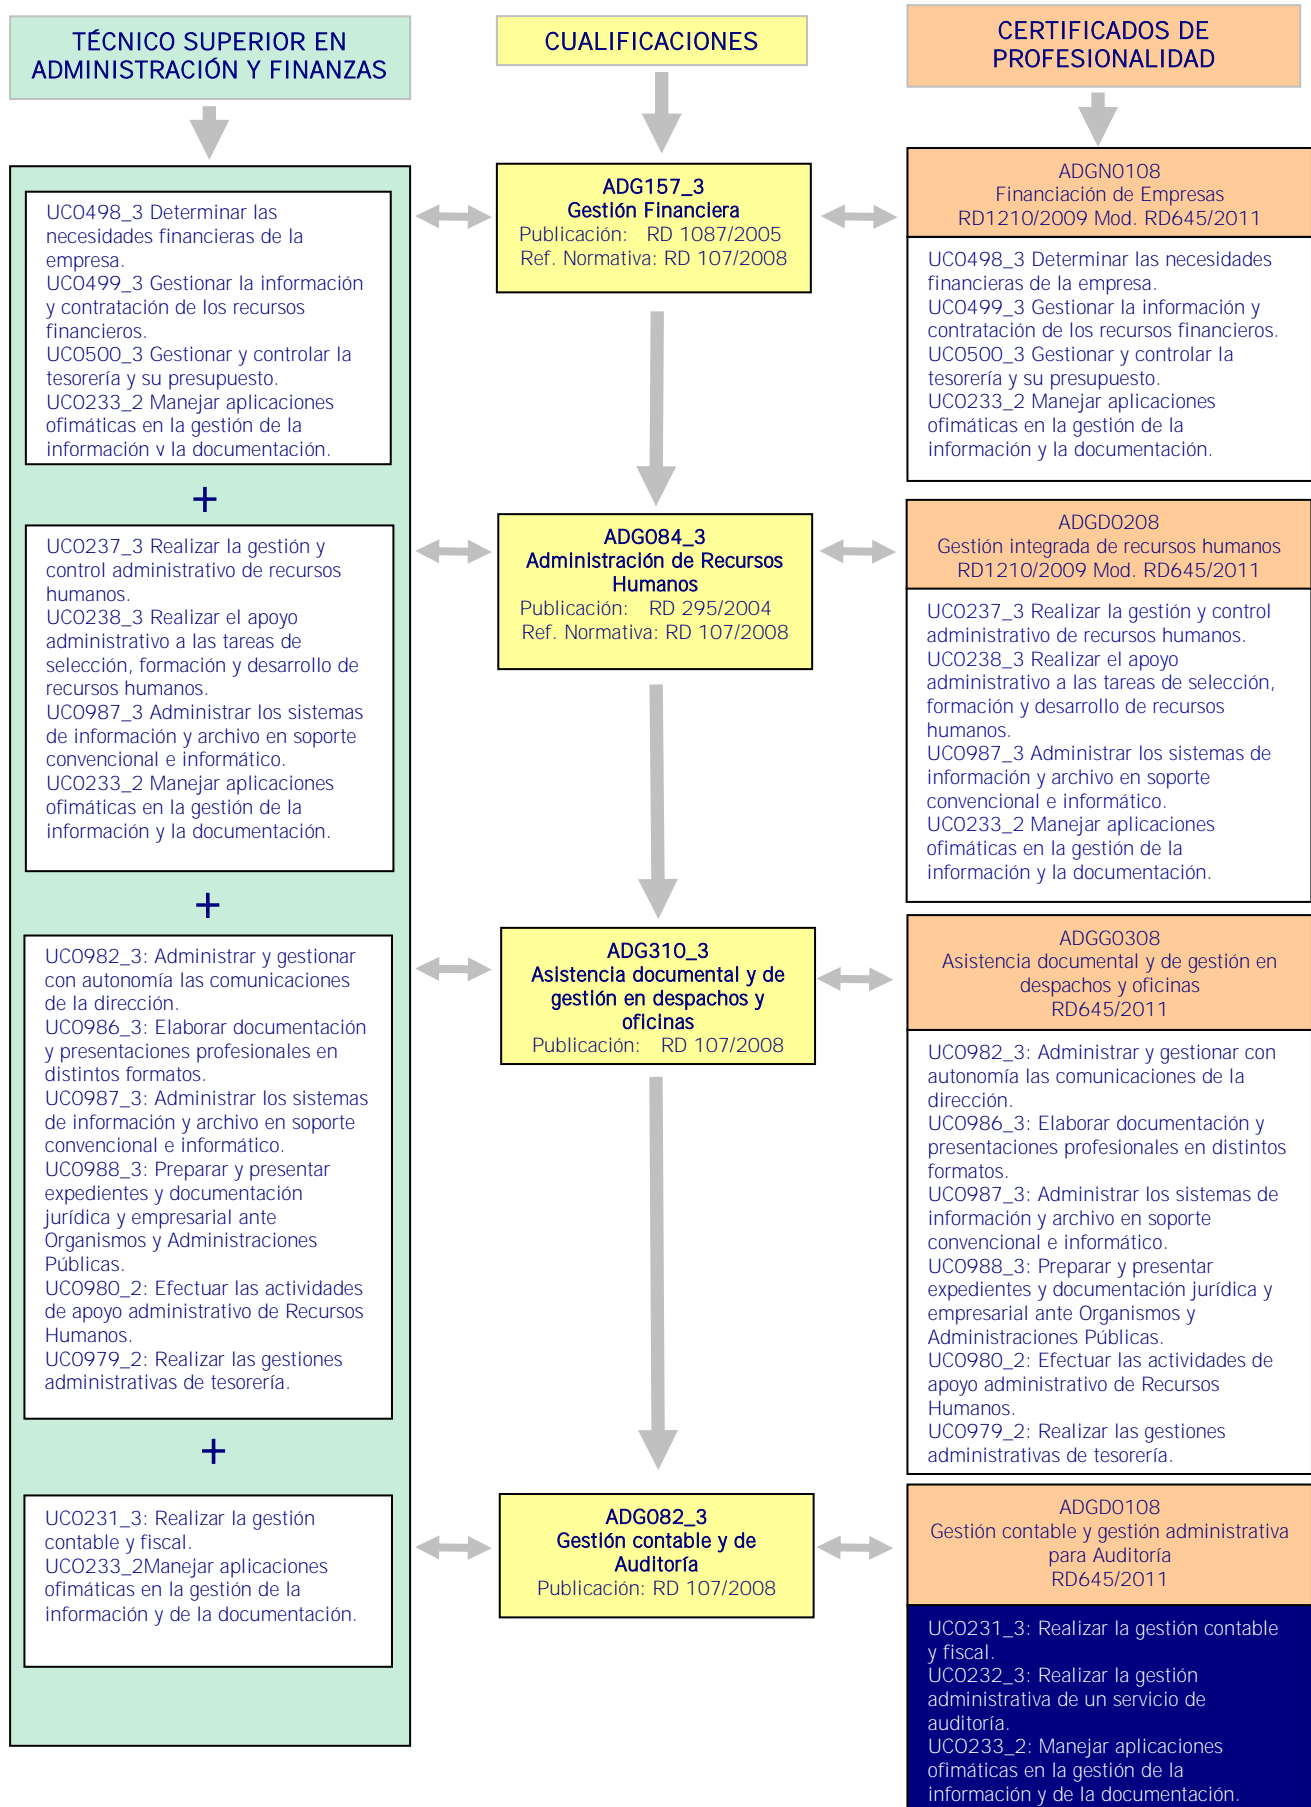 TÉCNICO SUPERIOR EN
ADMINISTRACIÓN Y FINANZAS
UC0498_3 Determinar las
necesidades financieras de la
empresa.
UC0499_3 Gestionar la información
y contratación de los recursos
financieros.
UC0500_3 Gestionar y controlar la
tesorería y su presupuesto.
UC0233_2 Manejar aplicaciones
ofimáticas en la gestión de la
información y la documentación.
+
UC0237_3 Realizar la gestión y
control administrativo de recursos
humanos.
UC0238_3 Realizar el apoyo
administrativo a las tareas de
selección, formación y desarrollo de
recursos humanos.
UC0987_3 Administrar los sistemas
de información y archivo en soporte
convencional e informático.
UC0233_2 Manejar aplicaciones
ofimáticas en la gestión de la
información y la documentación.
+
UC0982_3: Administrar y gestionar
con autonomía las comunicaciones
de la dirección.
UC0986_3: Elaborar documentación
y presentaciones profesionales en
distintos formatos.
UC0987_3: Administrar los sistemas
de información y archivo en soporte
convencional e informático.
UC0988_3: Preparar y presentar
expedientes y documentación
jurídica y empresarial ante
Organismos y Administraciones
Públicas.
UC0980_2: Efectuar las actividades
de apoyo administrativo de Recursos
Humanos.
UC0979_2: Realizar las gestiones
administrativas de tesorería.
+
UC0231_3: Realizar la gestión
contable y fiscal.
UC0233_2Manejar aplicaciones
ofimáticas en la gestión de la
información y de la documentación.
CUALIFICACIONES
ADG157_3
Gestión Financiera
Publicación: RD 1087/2005
Ref. Normativa: RD 107/2008
ADG084_3
Administración de Recursos
Humanos
Publicación: RD 295/2004
Ref. Normativa: RD 107/2008
ADG310_3
Asistencia documental y de
gestión en despachos y
oficinas
Publicación: RD 107/2008
ADG082_3
Gestión contable y de
Auditoría
Publicación: RD 107/2008
CERTIFICADOS DE
PROFESIONALIDAD
ADGN0108
Financiación de Empresas
RD1210/2009 Mod. RD645/2011
UC0498_3 Determinar las necesidades
financieras de la empresa.
UC0499_3 Gestionar la información y
contratación de los recursos financieros.
UC0500_3 Gestionar y controlar la
tesorería y su presupuesto.
UC0233_2 Manejar aplicaciones
ofimáticas en la gestión de la
información y la documentación.
ADGD0208
Gestión integrada de recursos humanos
RD1210/2009 Mod. RD645/2011
UC0237_3 Realizar la gestión y control
administrativo de recursos humanos.
UC0238_3 Realizar el apoyo
administrativo a las tareas de selección,
formación y desarrollo de recursos
humanos.
UC0987_3 Administrar los sistemas de
información y archivo en soporte
convencional e informático.
UC0233_2 Manejar aplicaciones
ofimáticas en la gestión de la
información y la documentación.
ADGG0308
Asistencia documental y de gestión en
despachos y oficinas
RD645/2011
UC0982_3: Administrar y gestionar con
autonomía las comunicaciones de la
dirección.
UC0986_3: Elaborar documentación y
presentaciones profesionales en distintos
formatos.
UC0987_3: Administrar los sistemas de
información y archivo en soporte
convencional e informático.
UC0988_3: Preparar y presentar
expedientes y documentación jurídica y
empresarial ante Organismos y
Administraciones Públicas.
UC0980_2: Efectuar las actividades de
apoyo administrativo de Recursos
Humanos.
UC0979_2: Realizar las gestiones
administrativas de tesorería.
ADGD0108
Gestión contable y gestión administrativa
para Auditoría
RD645/2011
UC0231_3: Realizar la gestión contable
y fiscal.
UC0232_3: Realizar la gestión
administrativa de un servicio de
auditoría.
UC0233_2: Manejar aplicaciones
ofimáticas en la gestión de la
información y de la documentación.